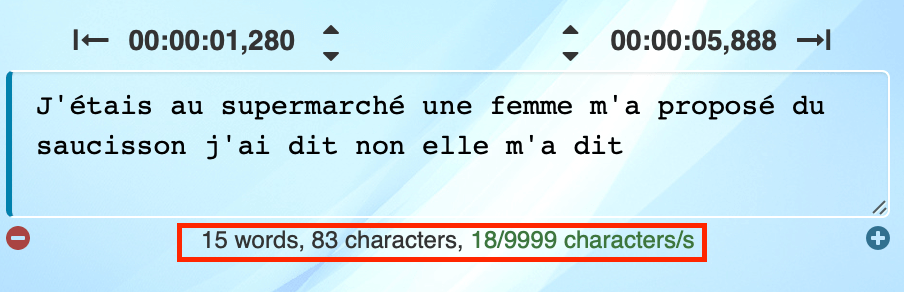 00:00:01,280 00:00:05,888
J'étais au supermarché une femme m'a proposé du
saucisson j'ai dit non elle m'a dit
15 words, 83 characters, 18/9999 characters/s